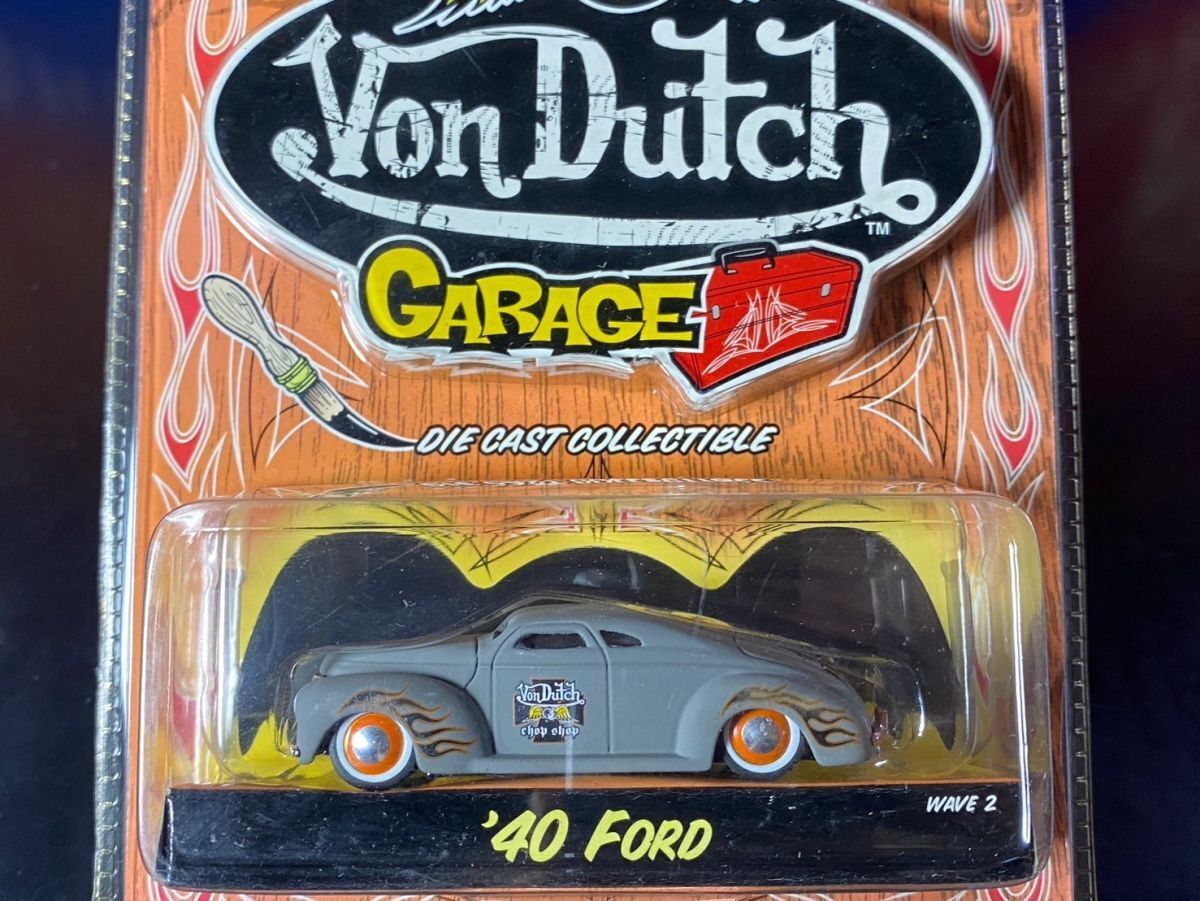 Von Dutch
TM
GARAGE
DIE CAST COLLECTIBLE
Von Dutch
chop shop
WAVE 2
'40 FORD